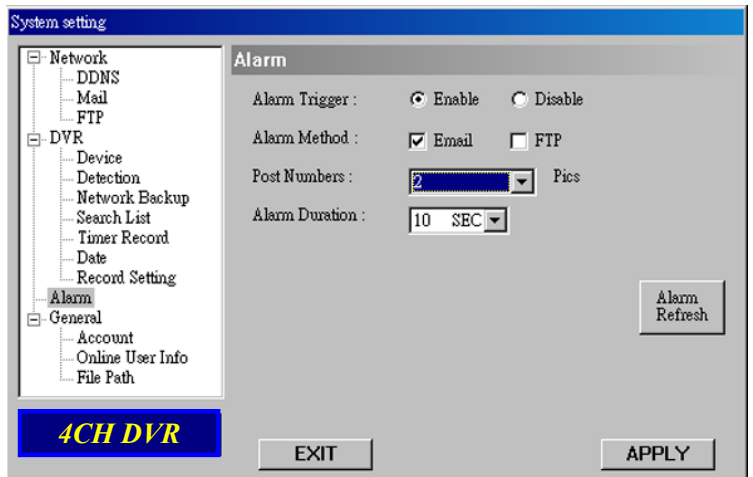 System setting
Network
DDNS
Mail
FTP
DVR
Device
Detection
Network Backup
Search List
Timer Record
Date
Record Setting
Alarm
General
Account
Online User Info
File Path
4CH DVR
Alarm
Alarm Trigger : Enable Disable
Alarm Method : Email FTP
Post Numbers : 2 Pics
Alarm Duration : 10 SEC
Alarm
Refresh
EXIT APPLY